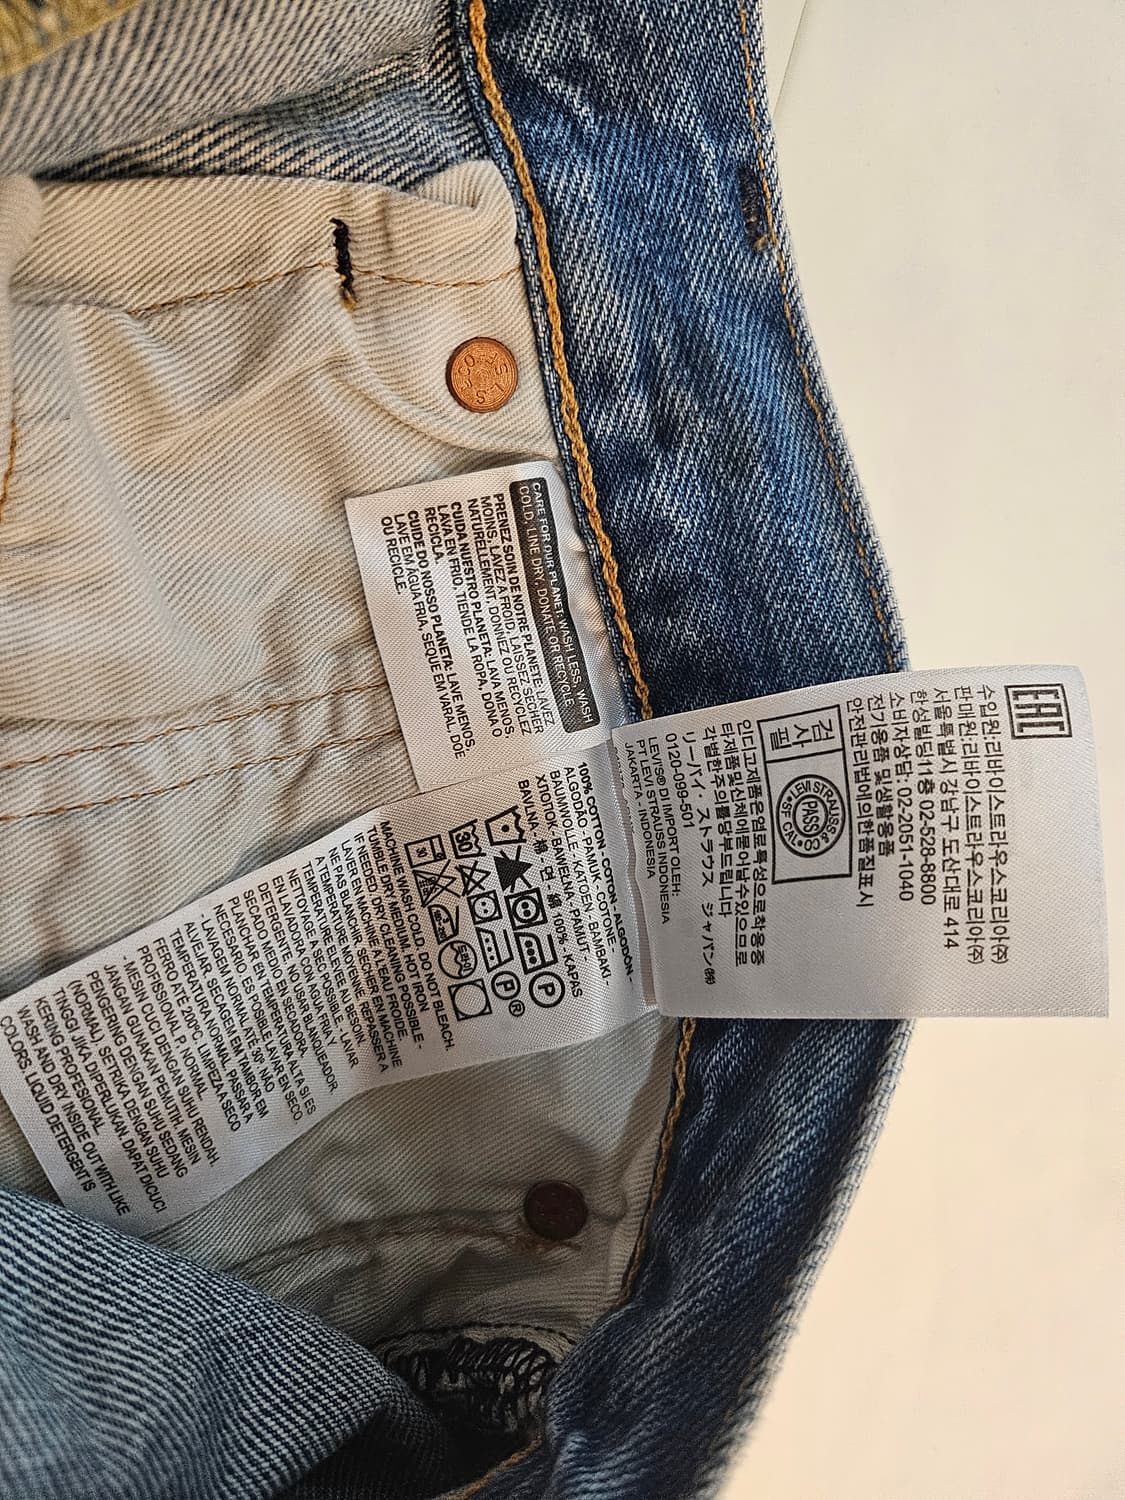 CARE FOR OUR PLANET: WASH LESS, WASH
COLD, LINE DRY, DONATE OR RECYCLE.
PRENEZ SOIN DE NOTRE PLANÈTE: LAVEZ
MOINS, LAVEZ À FROID, LAISSEZ SÉCHER
NATURELLEMENT, DONNEZ OU RECYCLEZ
CUIDA NUESTRO PLANETA: LAVA MENOS,
LAVA EN FRÍO, TIENDE LA ROPA, DONA O
RECICLA.
CUIDE DO NOSSO PLANETA: LAVE MENOS,
LAVE EM ÁGUA FRIA, SEQUE EM VARAL, DOE
OU RECICLE.
100% COTTON - COTON - ALGODÓN -
ALGODÃO - PAMUK - COTONE -
BAUMWOLLE - KATOEN - BAMBAKI -
ХЛОПОК - BAWEŁNA - PAMUT -
BAVLNA - 棉 - 면 - 綿 100% - KAPAS
30
P
P ®
MACHINE WASH COLD. DO NOT BLEACH.
TUMBLE DRY MEDIUM. HOT IRON
IF NEEDED. DRY CLEANING POSSIBLE -
LAVER EN MACHINE À L'EAU FROIDE.
NE PAS BLANCHIR. SÉCHER EN MACHINE
À TEMPÉRATURE MOYENNE. REPASSER À
TEMPÉRATURE ÉLEVÉE AU BESOIN.
NETTOYAGE À SEC POSSIBLE - LAVAR
EN LAVADORA CON AGUA FRÍA Y
DETERGENTE. NO USAR BLANQUEADOR.
SECADO MEDIO EN SECADORA.
PLANCHAR EN TEMPERATURA ALTA SI ES
NECESARIO. ES POSIBLE LAVAR EN SECO.
- LAVAGEM NORMAL ATÉ 30º. NÃO
ALVEJAR. SECAGEM EM TAMBOR EM
TEMPERATURA NORMAL. PASSAR A
FERRO ATÉ 200ºC. LIMPEZA A SECO
PROFISSIONAL, P, NORMAL
- MESIN CUCI DENGAN SUHU RENDAH.
JANGAN GUNAKAN PEMUTIH. MESIN
PENGERING DENGAN SUHU SEDANG
(NORMAL). SETRIKA DENGAN SUHU
TINGGI JIKA DIPERLUKAN. DAPAT DICUCI
KERING PROFESIONAL
WASH AND DRY INSIDE OUT WITH LIKE
COLORS. LIQUID DETERGENT IS
EAC
수입원:리바이스트라우스코리아(주)
판매원:리바이스트라우스코리아(주)
서울특별시 강남구 도산대로 414
한성빌딩11층 02-528-8800
소비자상담: 02-2051-1040
전기용품 및생활용품
안전관리법에의한품질표시
검사필
LEVI STRAUSS & CO
PASS
CAL
인디고제품은염료특성으로착용중
타제품및신체에물이날수있으므로
각별한주의를당부드립니다
リーバイ・ストラウス ジャパン㈱
0120-099-501
LEVI'S® DI IMPORT OLEH:
PT LEVI STRAUSS INDONESIA
JAKARTA - INDONESIA